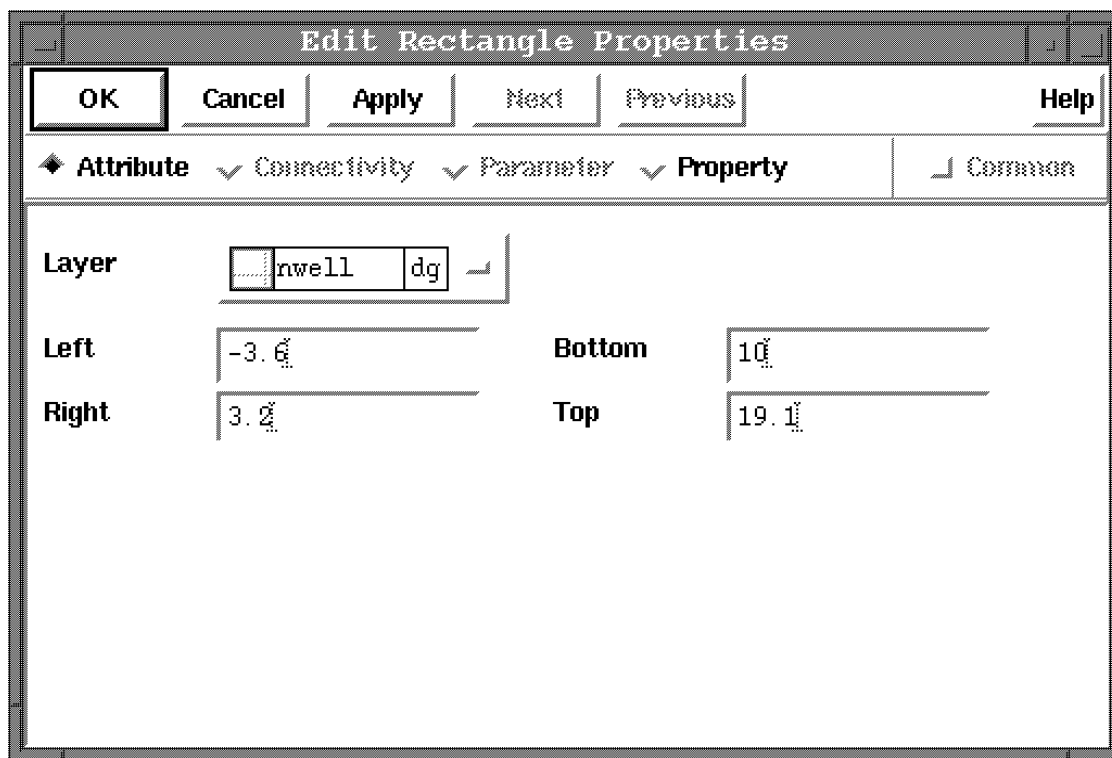 Edit Rectangle Properties
OK Cancel Apply Next Previous Help
Attribute Connectivity Parameter Property Common
Layer nwell dg
Left -3.6 Bottom 10
Right 3.2 Top 19.1